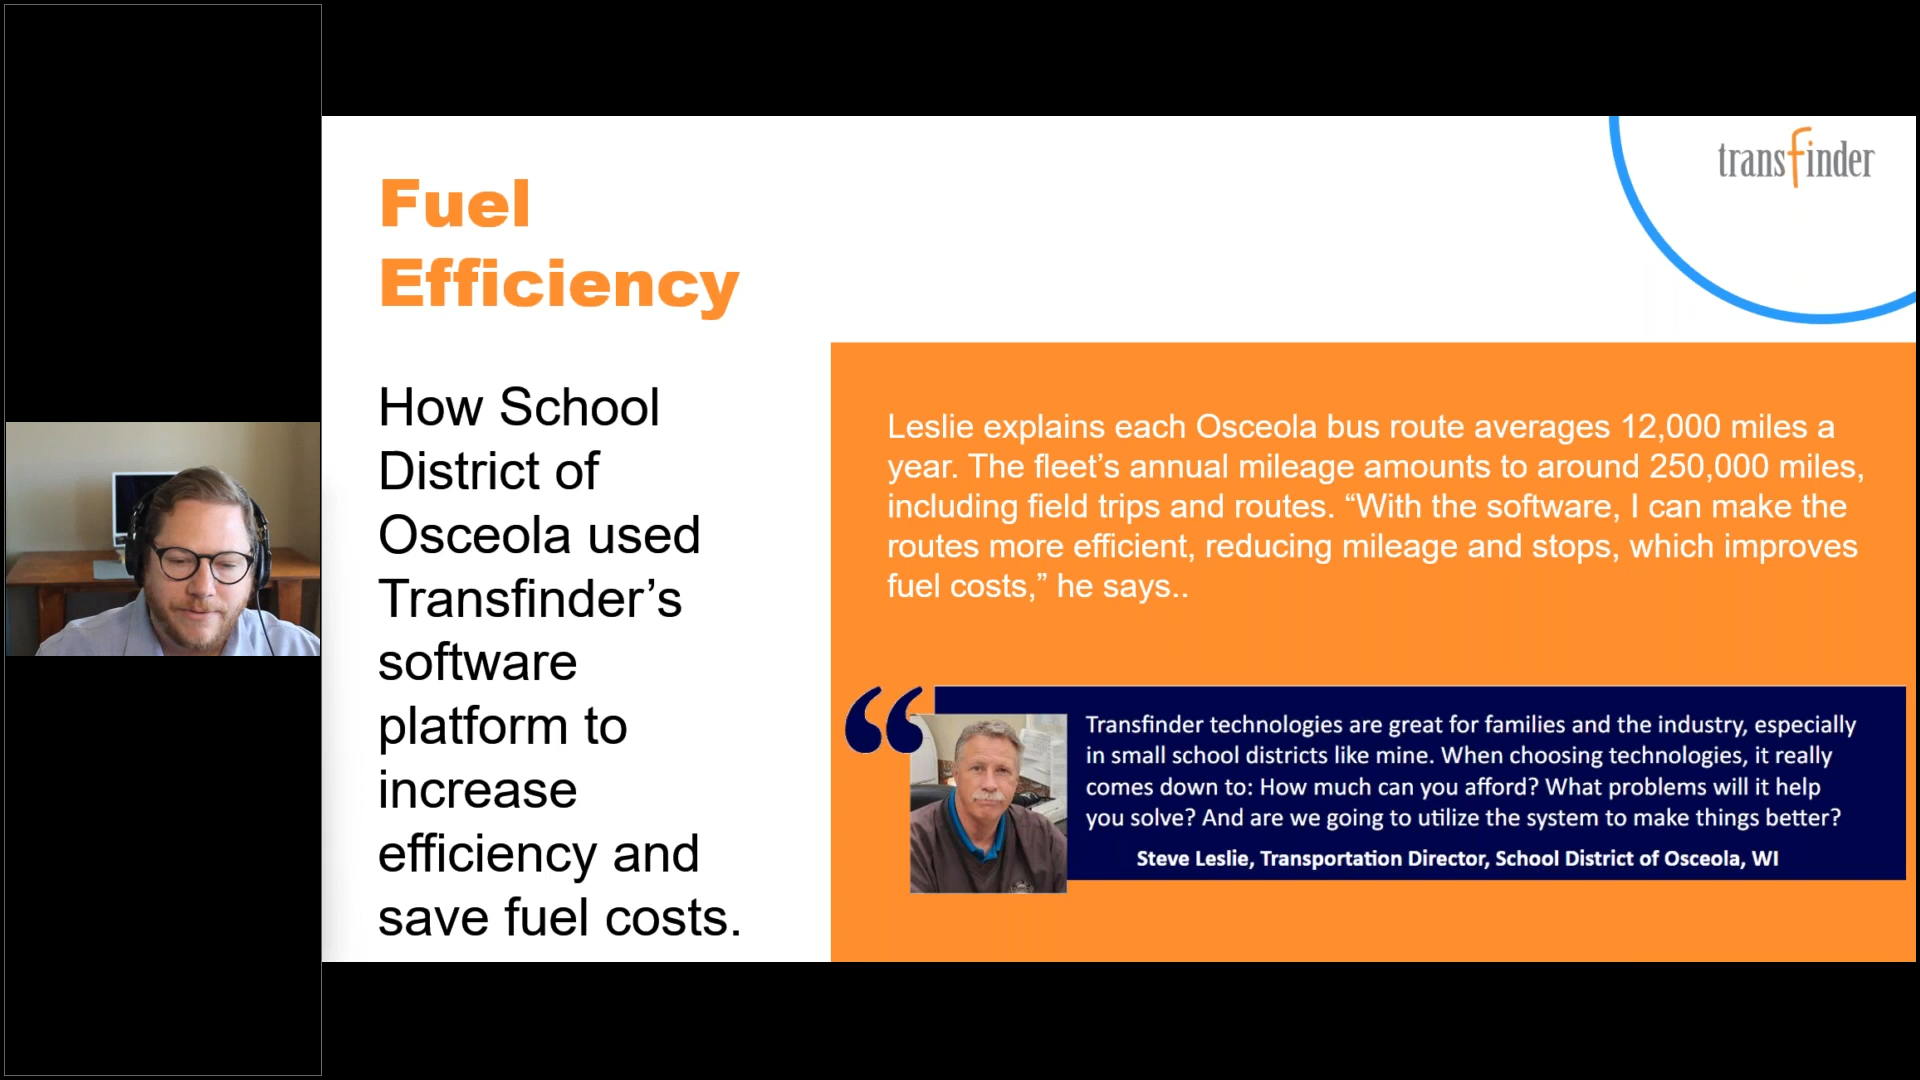 transfinder
Fuel
Efficiency
How School
District of
Osceola used
Transfinder’s
software
platform to
increase
efficiency and
save fuel costs.
Leslie explains each Osceola bus route averages 12,000 miles a
year. The fleet’s annual mileage amounts to around 250,000 miles,
including field trips and routes. “With the software, I can make the
routes more efficient, reducing mileage and stops, which improves
fuel costs,” he says..
“
Transfinder technologies are great for families and the industry, especially
in small school districts like mine. When choosing technologies, it really
comes down to: How much can you afford? What problems will it help
you solve? And are we going to utilize the system to make things better?
Steve Leslie, Transportation Director, School District of Osceola, WI